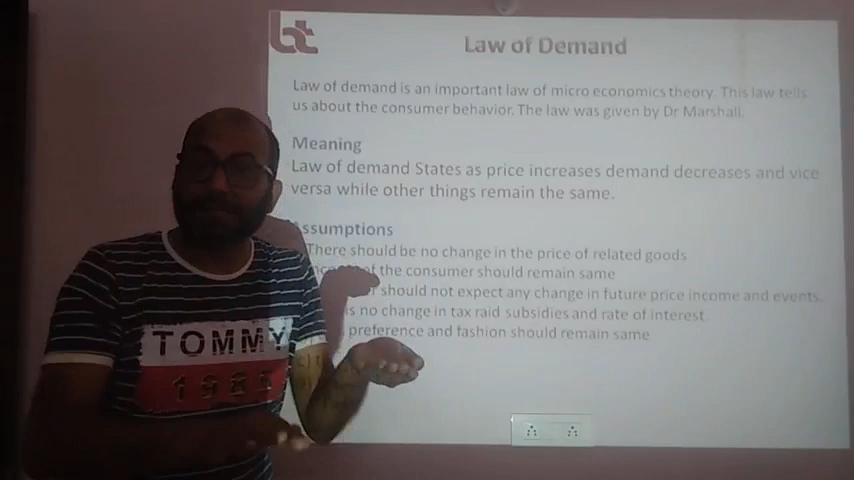 bt
Law of Demand
Law of demand is an important law of micro economics theory. This law tells
us about the consumer behavior. The law was given by Dr Marshall.
Meaning
Law of demand States as price increases demand decreases and vice
versa while other things remain the same.
Assumptions
There should be no change in the price of related goods
of the consumer should remain same
should not expect any change in future price income and events.
is no change in tax raid subsidies and rate of interest.
preference and fashion should remain same
TOMMY
1985